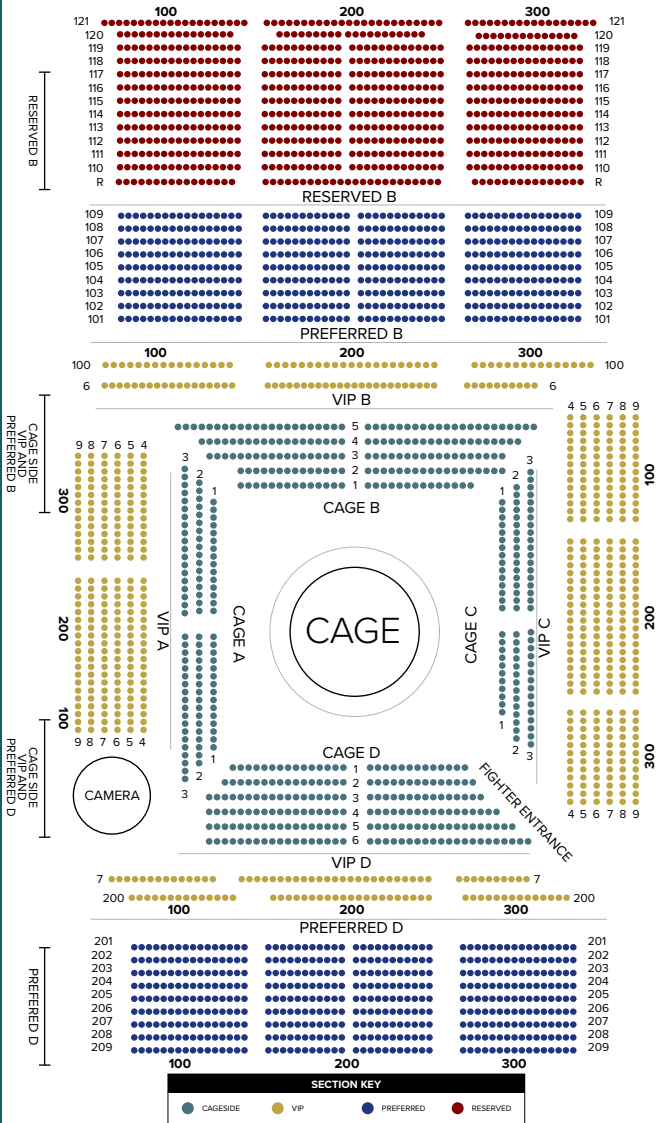 100 200 300
121 121
120 120
119 119
118 118
117 117
116 116
115 115
114 114
113 113
112 112
111 111
110 110
R R
RESERVED B
RESERVED B
109 109
108 108
107 107
106 106
105 105
104 104
103 103
102 102
101 101
PREFERRED B
100 200 300
100 100
6 6
VIP B
CAGE SIDE
VIP AND
PREFERRED B
9 8 7 6 5 4
300
200
100
9 8 7 6 5 4
VIP A
3
2
1
CAGE A
1
2
3
5
4
3
2
1
CAGE B
CAGE
CAGE C
3
2
1
1
2
3
VIP C
4 5 6 7 8 9
100
200
300
4 5 6 7 8 9
CAGE SIDE
VIP AND
PREFERRED D
CAMERA
CAGE D
1
2
3
4
5
6
FIGHTER ENTRANCE
VIP D
7 7
200 200
100 200 300
PREFERRED D
PREFERED D
201 201
202 202
203 203
204 204
205 205
206 206
207 207
208 208
209 209
100 200 300
SECTION KEY
CAGESIDE VIP PREFERRED RESERVED